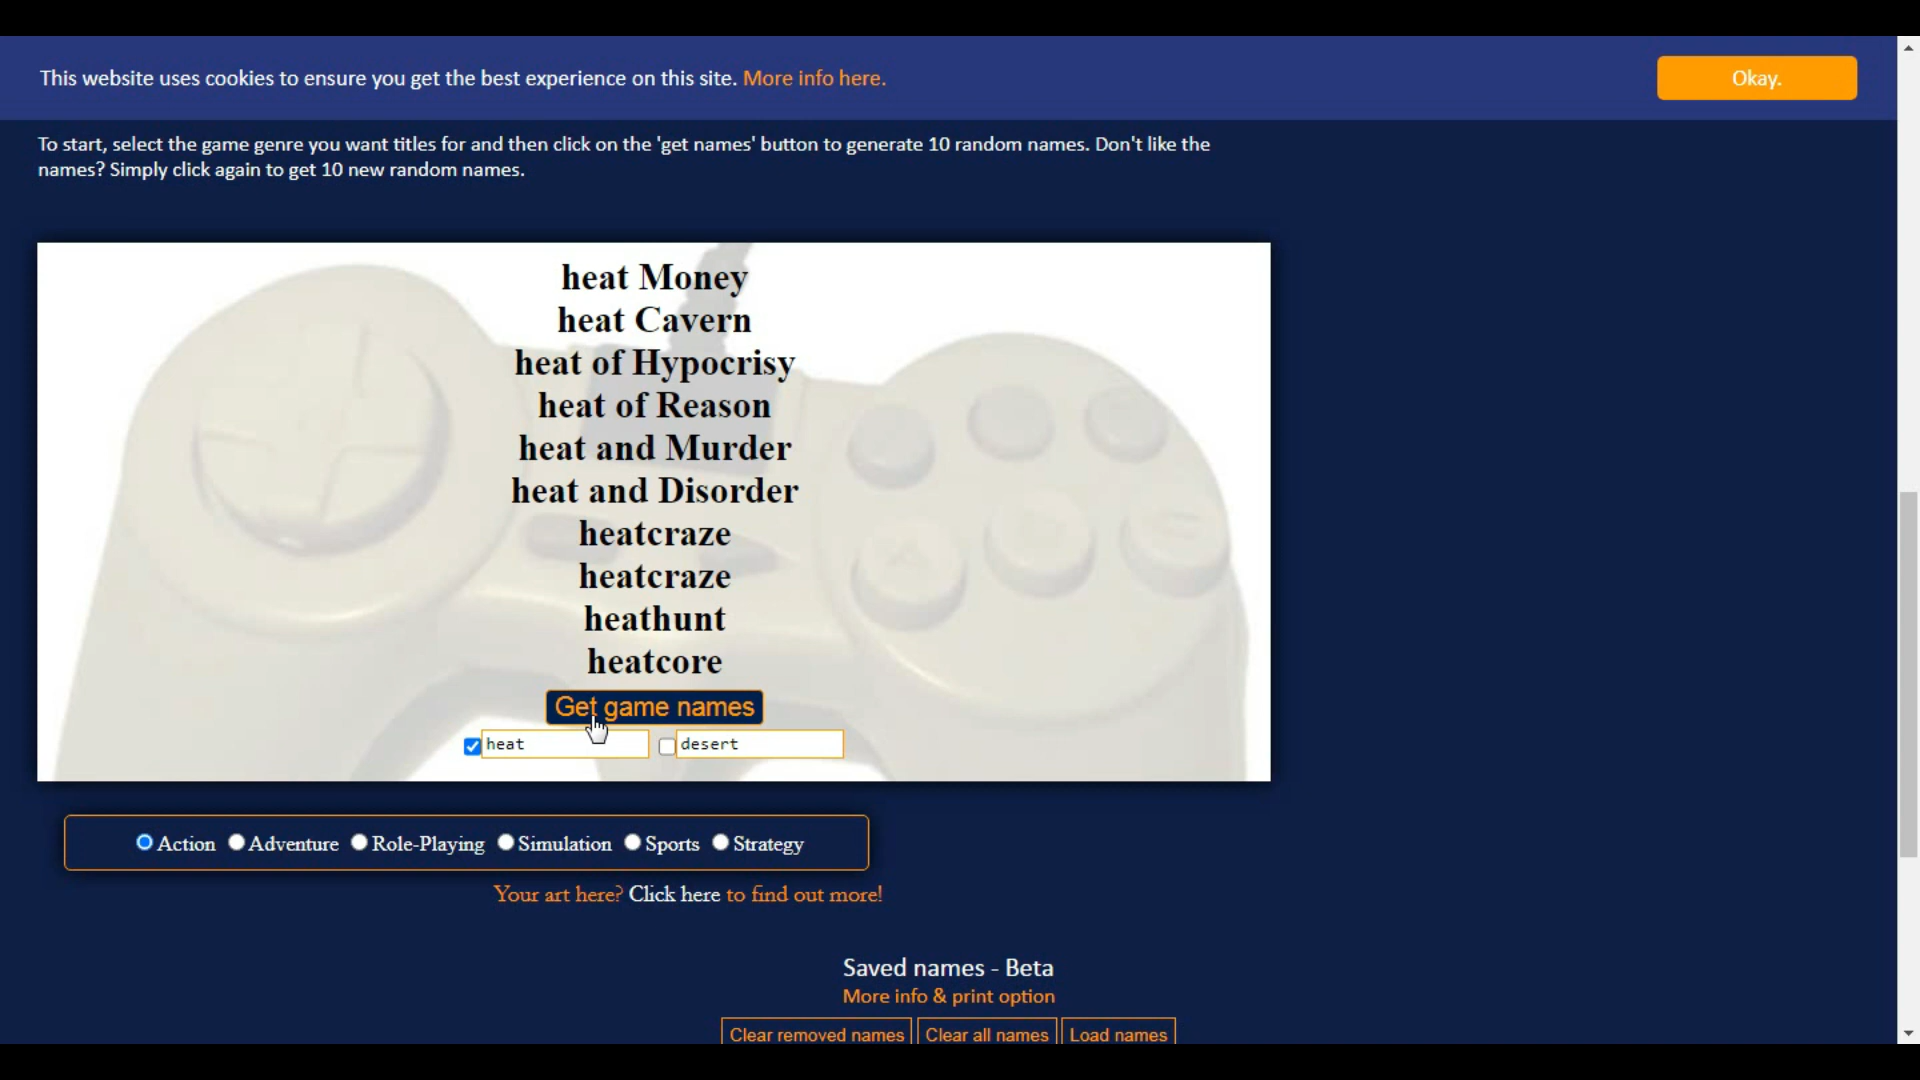 This website uses cookies to ensure you get the best experience on this site. More info here.
Okay.
To start, select the game genre you want titles for and then click on the 'get names' button to generate 10 random names. Don't like the
names? Simply click again to get 10 new random names.
heat Money
heat Cavern
heat of Hypocrisy
heat of Reason
heat and Murder
heat and Disorder
heatcraze
heatcraze
heathunt
heatcore
Get game names
heat desert
Action Adventure Role-Playing Simulation Sports Strategy
Your art here? Click here to find out more!
Saved names - Beta
More info & print option
Clear removed names Clear all names Load names